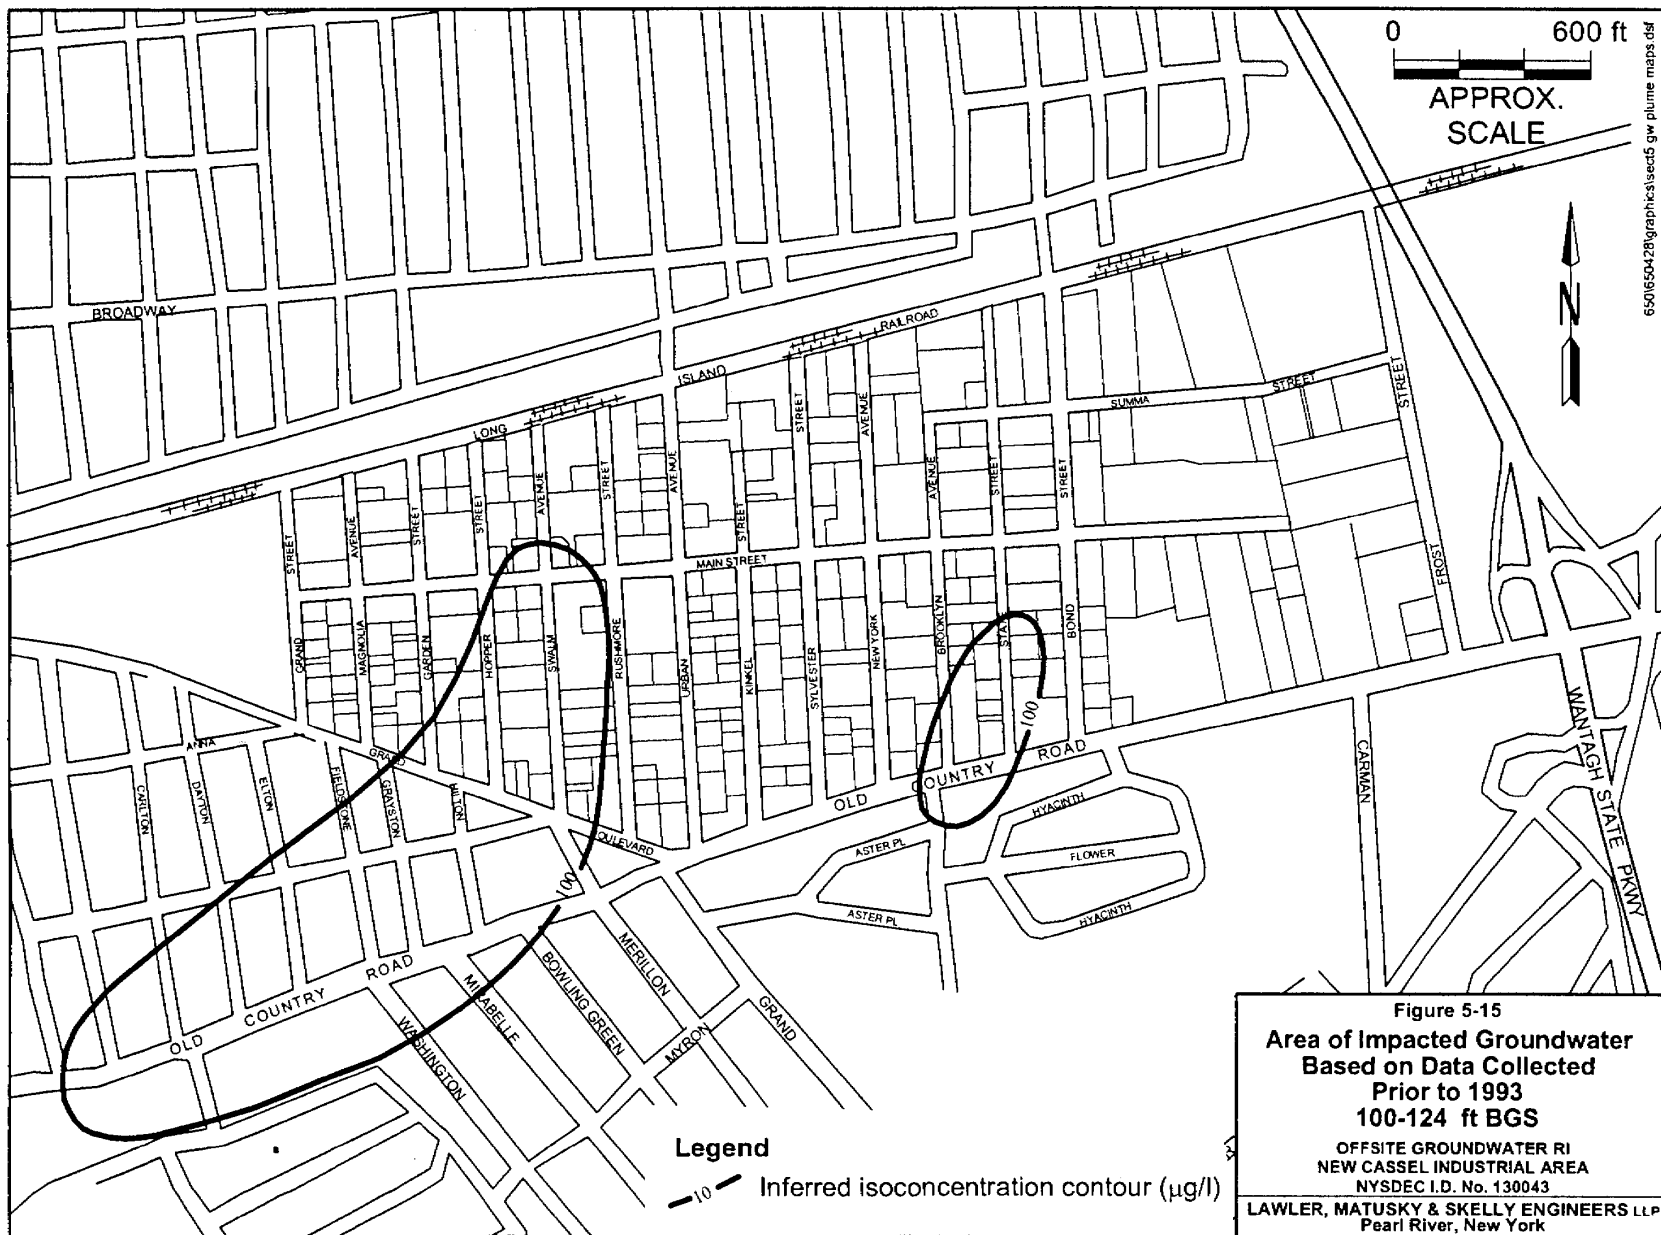 0 600 ft
APPROX.
SCALE
650\650428\graphics\sect5 gw plume maps.dsf
N
BROADWAY
LONG
ISLAND
RAILROAD
SUMMA
STREET
STREET
FROST
STREET
AVENUE
STREET
STREET
AVENUE
STREET
AVENUE
STREET
STREET
AVENUE
AVENUE
STREET
STREET
MAIN STREET
GRAND
MAGNOLIA
GARDEN
HOPPER
SWALM
RUSHMORE
URBAN
KINKEL
SYLVESTER
NEW YORK
BROOKLYN
STATE
BOND
100
ANNA
GRAND
OULEVARD
CARLTON
DAYTON
ELTON
FIELDSTONE
GRAYSTON
HILTON
100
OLD
OUNTRY
ROAD
CARMAN
WANTAGH STATE PKWY
HYACINTH
ASTER PL
FLOWER
ASTER PL
HYACINTH
OLD
COUNTRY
ROAD
WASHINGTON
MIRABELLE
BOWLING GREEN
MERILLON
MYRON
GRAND
Legend
10 Inferred isoconcentration contour (µg/l)
Figure 5-15
Area of Impacted Groundwater
Based on Data Collected
Prior to 1993
100-124 ft BGS
OFFSITE GROUNDWATER RI
NEW CASSEL INDUSTRIAL AREA
NYSDEC I.D. No. 130043
LAWLER, MATUSKY & SKELLY ENGINEERS LLP
Pearl River, New York